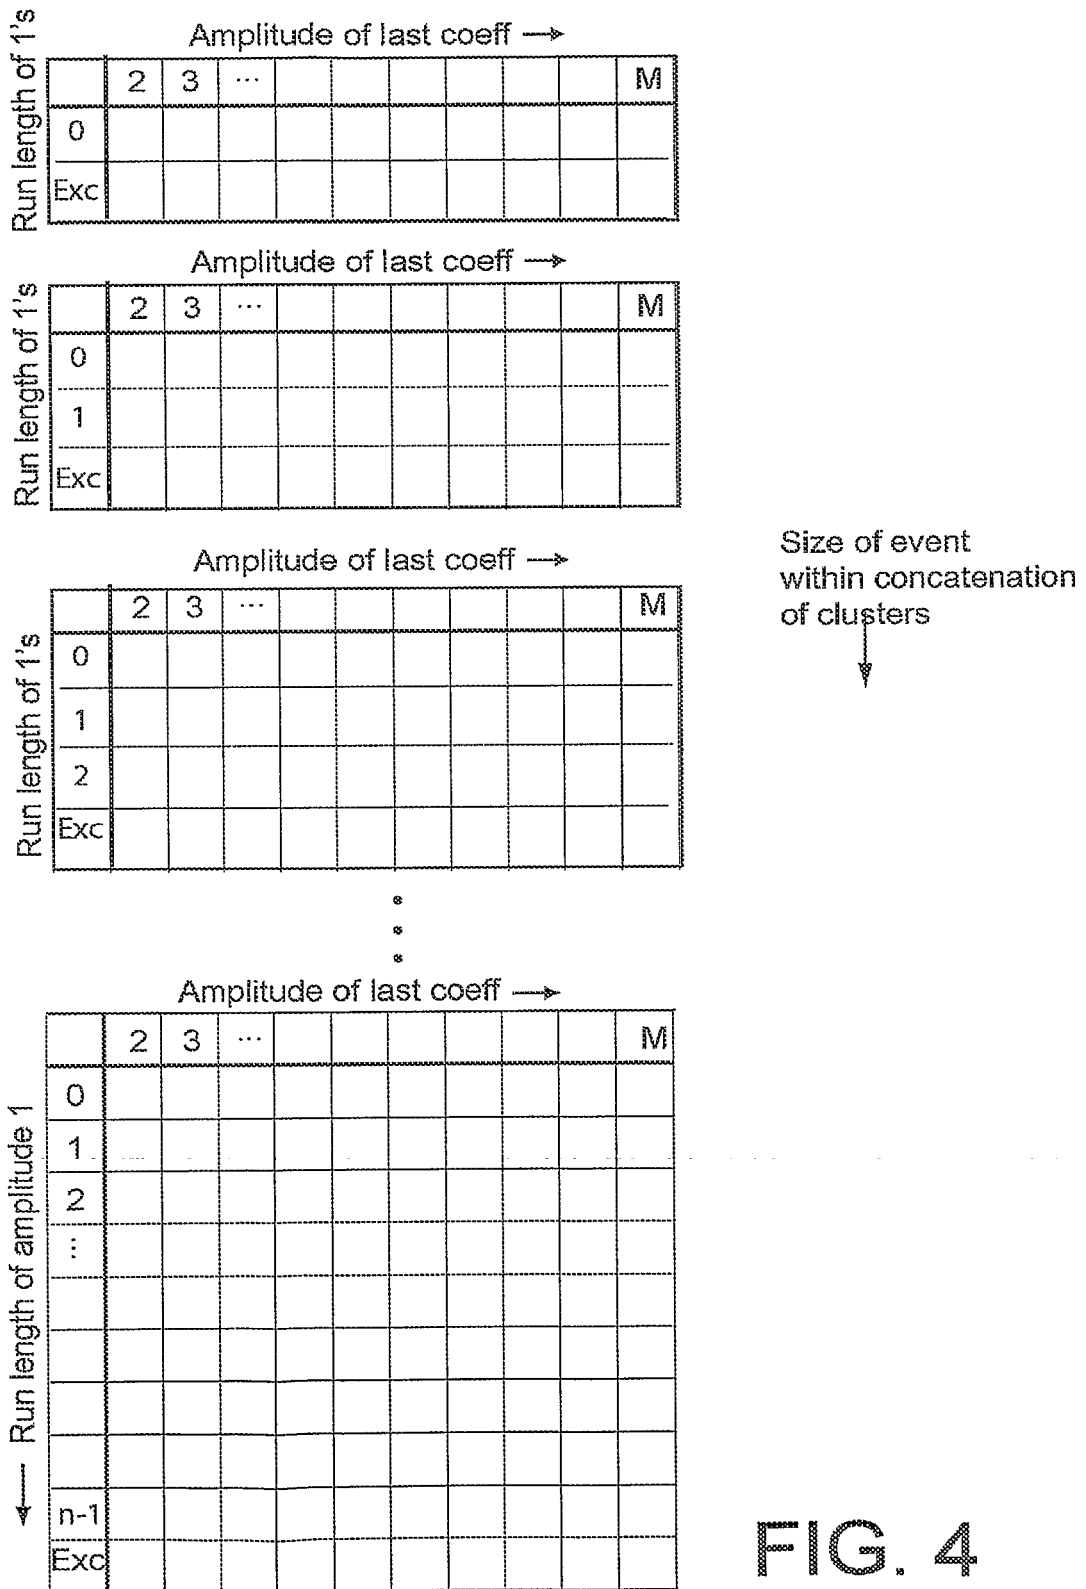 Amplitude of last coeff →
Run length of 1's
2 3 ... M
0
Exc
Amplitude of last coeff →
Run length of 1's
2 3 ... M
0
1
Exc
Amplitude of last coeff →
Run length of 1's
2 3 ... M
0
1
2
Exc
Size of event
within concatenation
of clusters
Amplitude of last coeff →
Run length of amplitude 1
2 3 ... M
0
1
2
⋮
n-1
Exc
FIG. 4